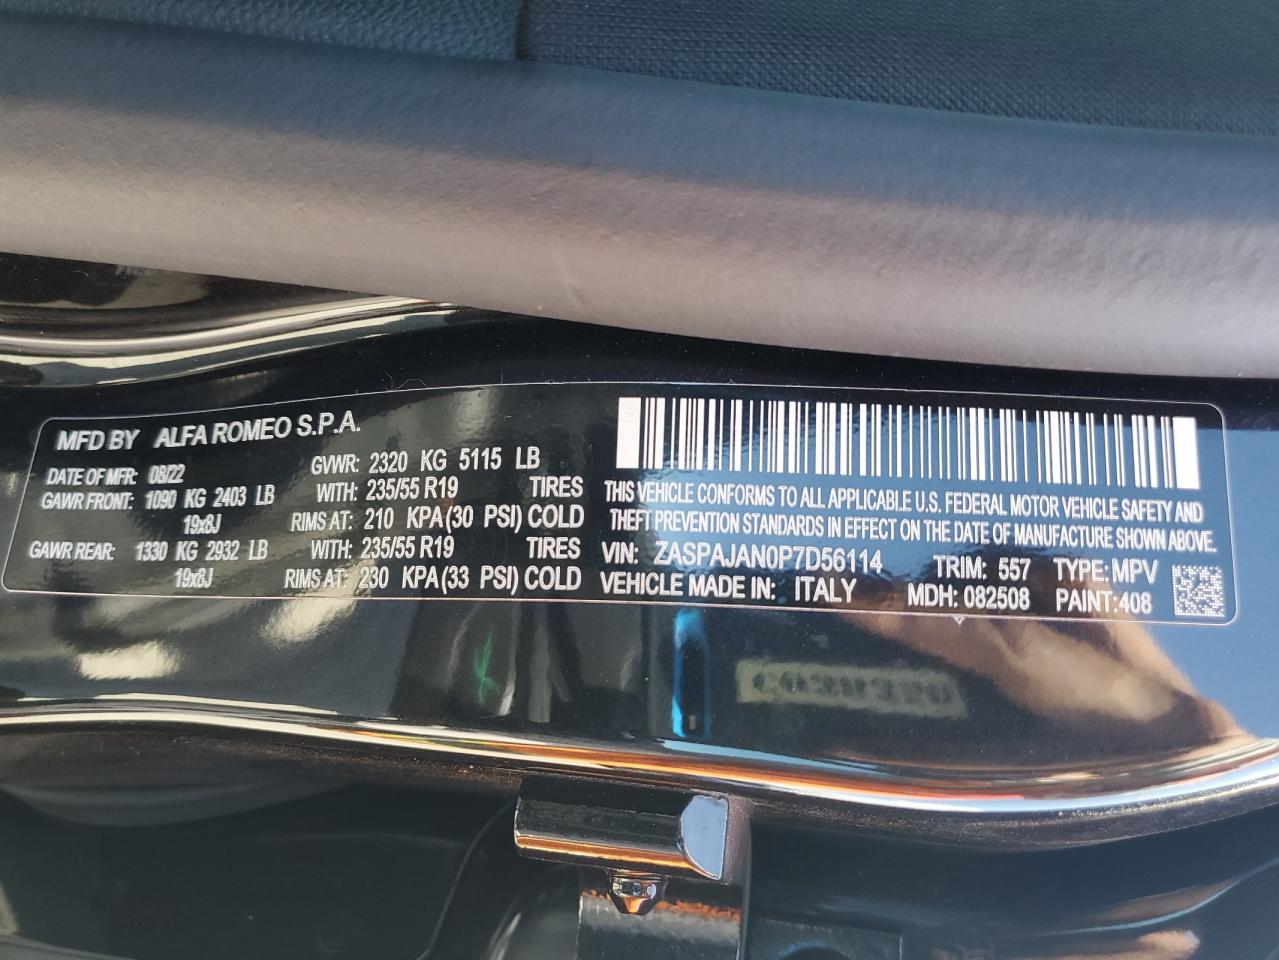 MFD BY ALFA ROMEO S.P.A.
DATE OF MFR: 08/22 GVWR: 2320 KG 5115 LB
GAWR FRONT: 1090 KG 2403 LB WITH: 235/55 R19 TIRES
19x8J RIMS AT: 210 KPA(30 PSI) COLD
GAWR REAR: 1330 KG 2932 LB WITH: 235/55 R19 TIRES
19x8J RIMS AT: 230 KPA(33 PSI) COLD
THIS VEHICLE CONFORMS TO ALL APPLICABLE U.S. FEDERAL MOTOR VEHICLE SAFETY AND
THEFT PREVENTION STANDARDS IN EFFECT ON THE DATE OF MANUFACTURE SHOWN ABOVE.
VIN: ZASPAJAN0P7D56114 TRIM: 557 TYPE: MPV
VEHICLE MADE IN: ITALY MDH: 082508 PAINT: 408